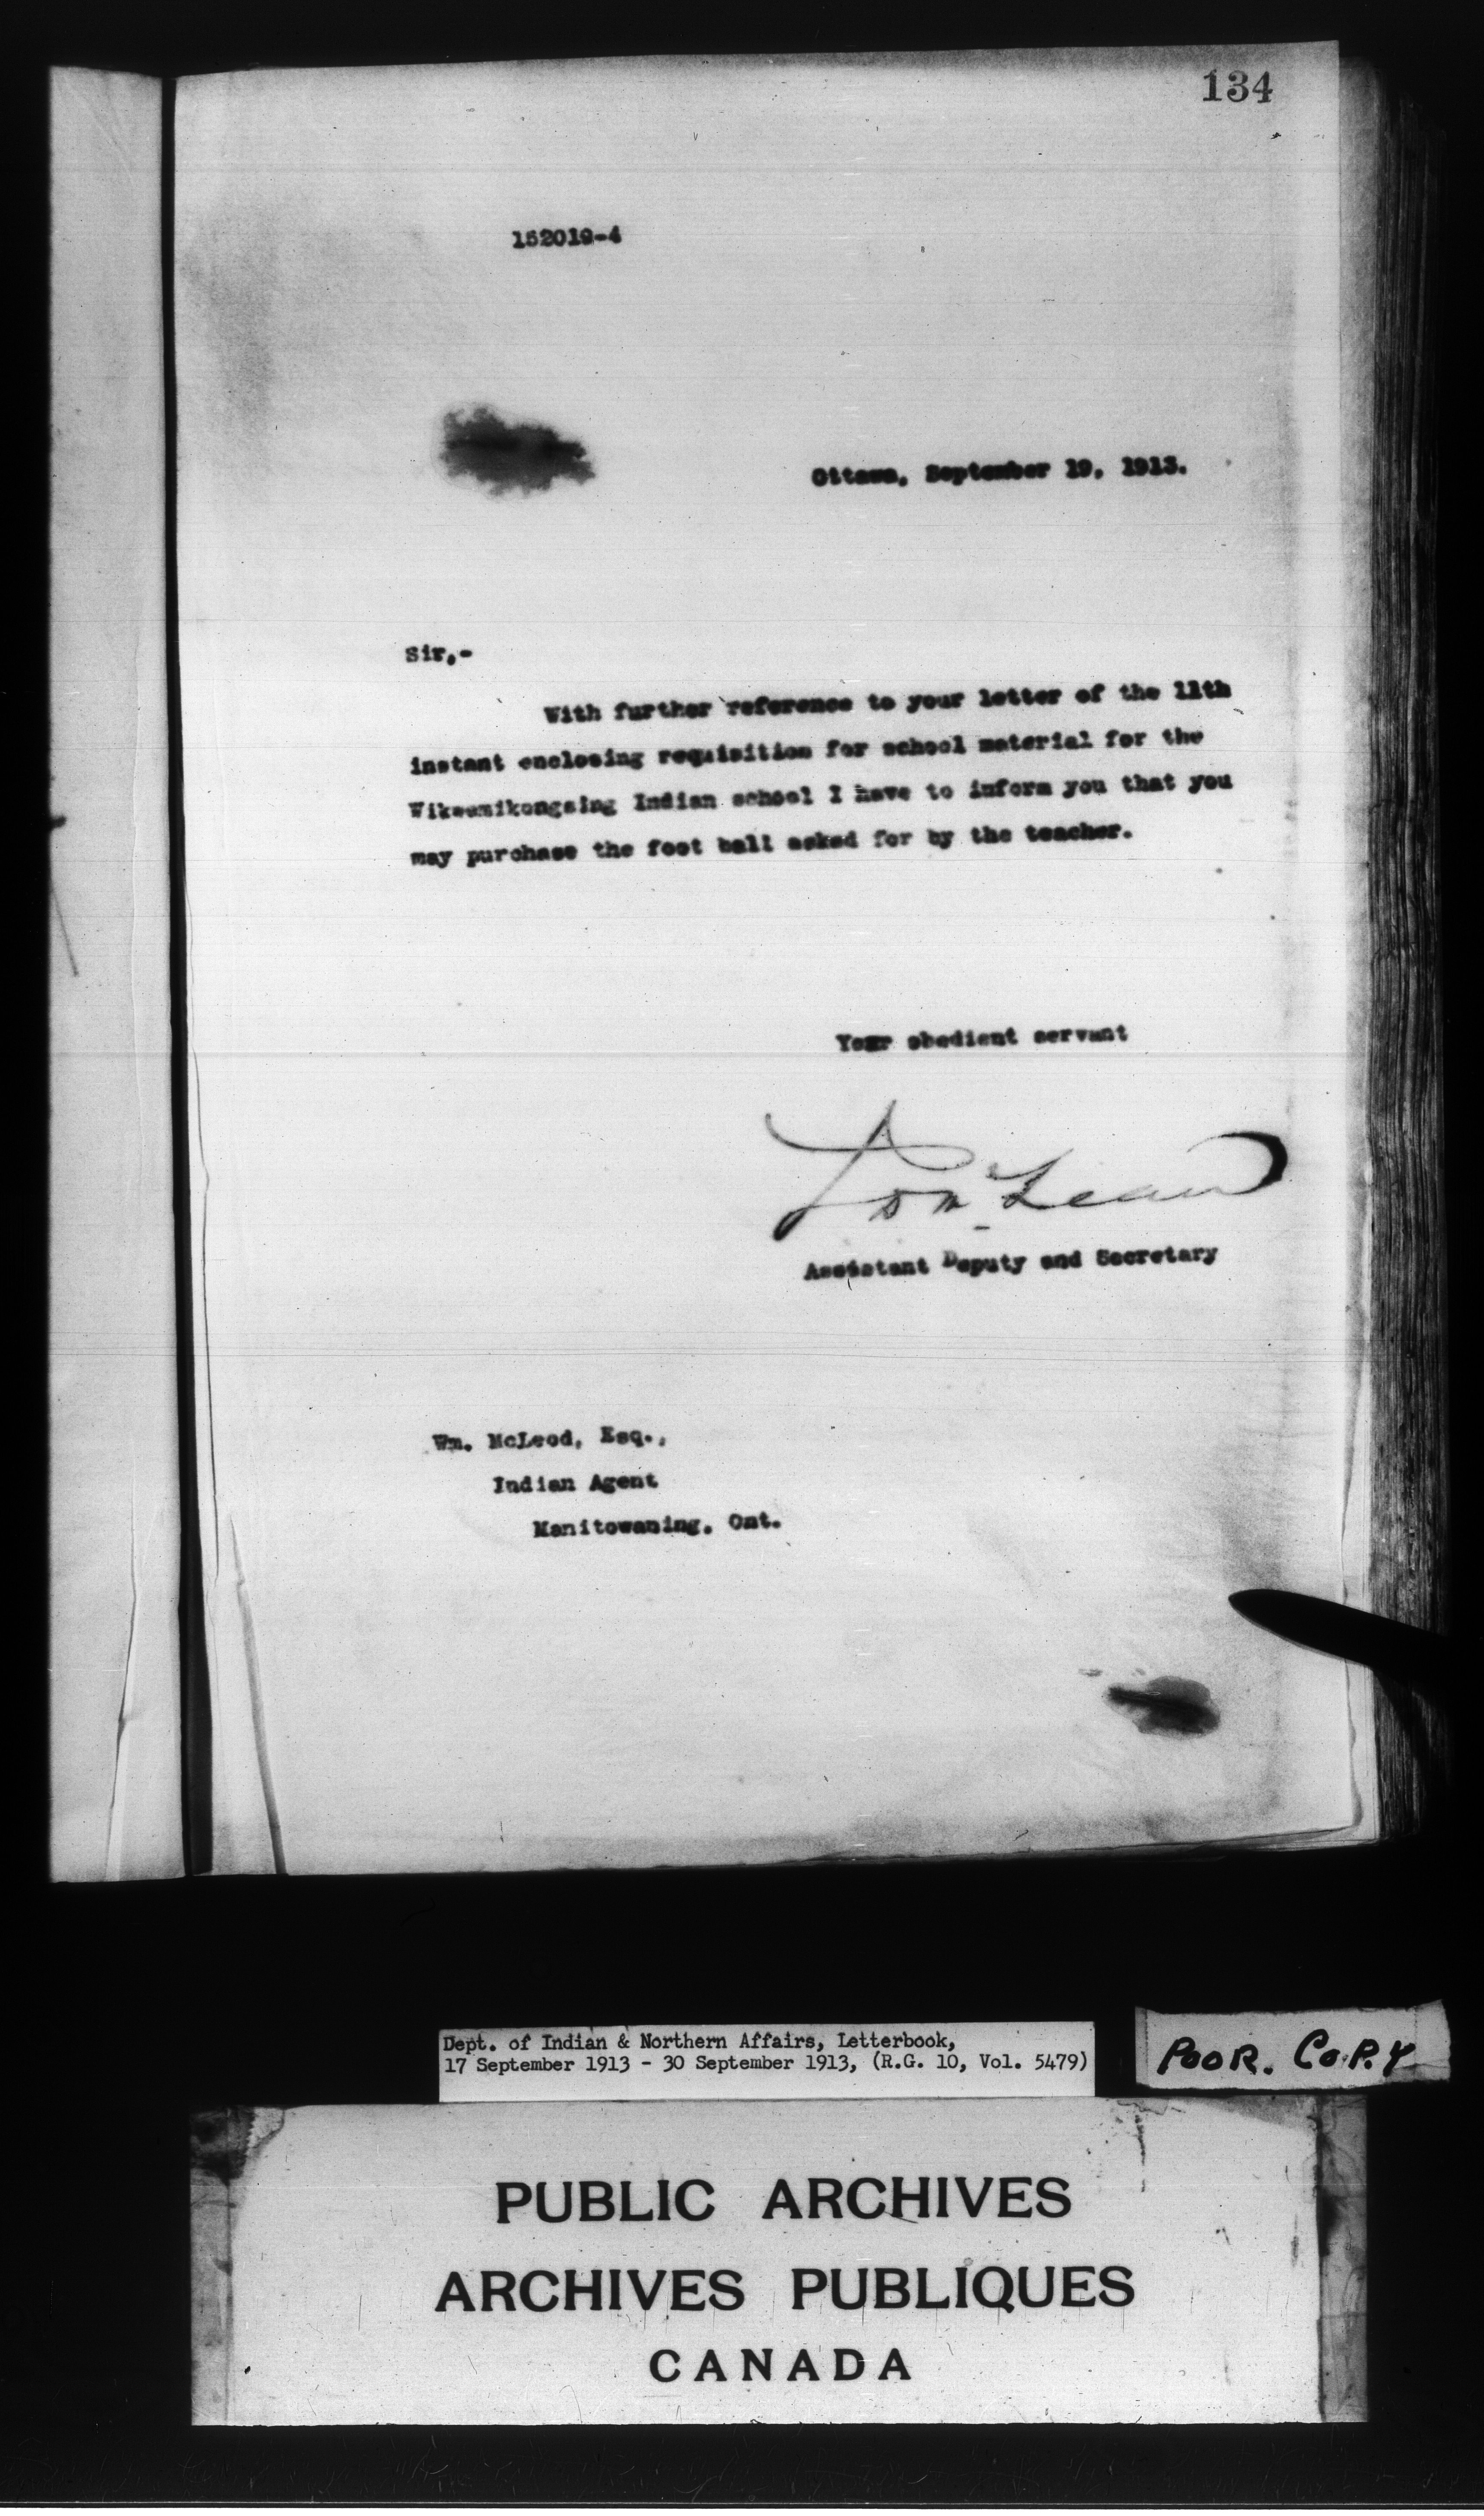 134
152019-4
Ottawa, September 19, 1913.
Sir,-
With further reference to your letter of the 11th
instant enclosing requisition for school material for the
Wikwemikongsing Indian school I have to inform you that you
may purchase the foot ball asked for by the teacher.
Your obedient servant
McLean
Assistant Deputy and Secretary
Wm. McLeod, Esq.,
Indian Agent
Manitowaning, Ont.
Dept. of Indian & Northern Affairs, Letterbook,
17 September 1913 - 30 September 1913, (R.G. 10, Vol. 5479)
POOR. COPY
PUBLIC ARCHIVES
ARCHIVES PUBLIQUES
CANADA